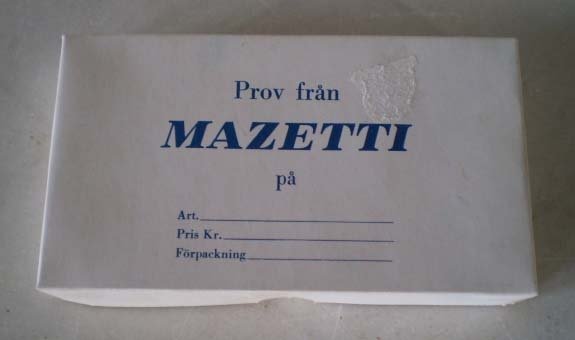 Prov från
MAZETTI
på
Art.
Pris Kr.
Förpackning